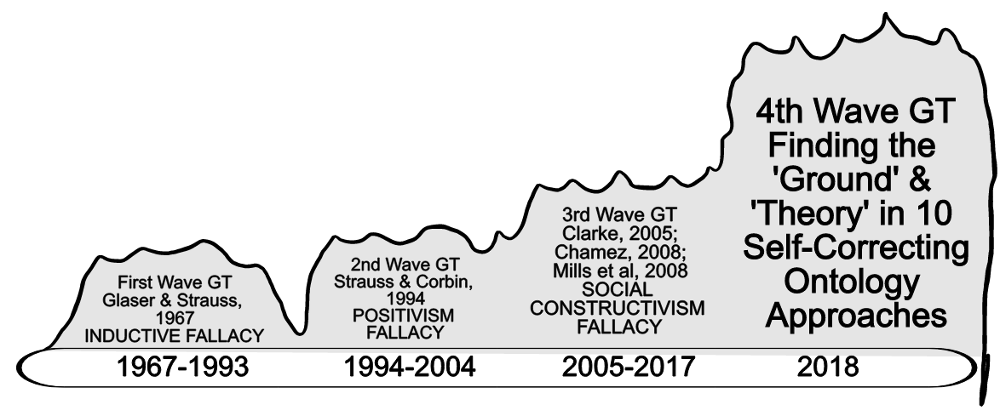 First Wave GT
Glaser & Strauss,
1967
INDUCTIVE FALLACY
2nd Wave GT
Strauss & Corbin,
1994
POSITIVISM
FALLACY
3rd Wave GT
Clarke, 2005;
Chamez, 2008;
Mills et al, 2008
SOCIAL
CONSTRUCTIVISM
FALLACY
4th Wave GT
Finding the
'Ground' &
'Theory' in 10
Self-Correcting
Ontology
Approaches
1967-1993
1994-2004
2005-2017
2018